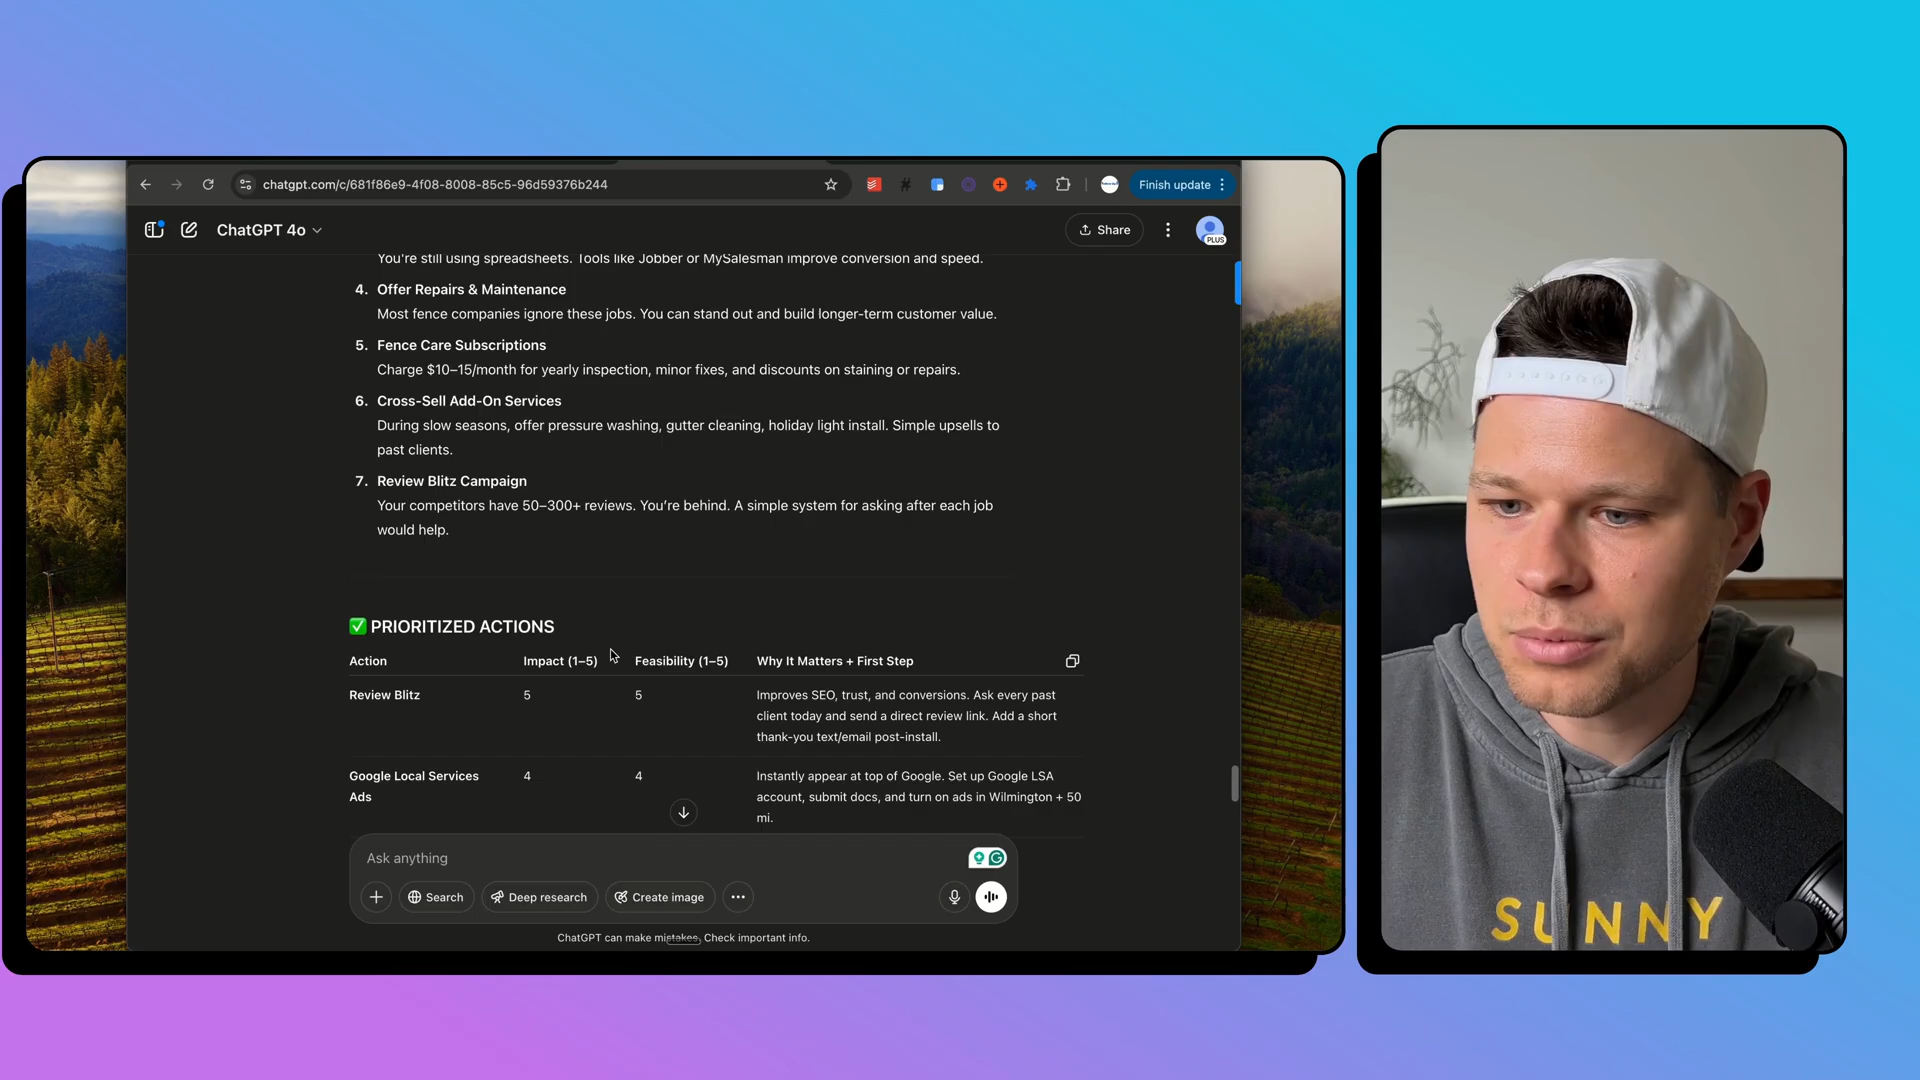 chatgpt.com/c/681f86e9-4f08-8008-85c5-96d59376b244
Finish update
ChatGPT 4o
Share
PLUS
You're still using spreadsheets. Tools like Jobber or MySalesman improve conversion and speed.
4. Offer Repairs & Maintenance
Most fence companies ignore these jobs. You can stand out and build longer-term customer value.
5. Fence Care Subscriptions
Charge $10–15/month for yearly inspection, minor fixes, and discounts on staining or repairs.
6. Cross-Sell Add-On Services
During slow seasons, offer pressure washing, gutter cleaning, holiday light install. Simple upsells to
past clients.
7. Review Blitz Campaign
Your competitors have 50–300+ reviews. You’re behind. A simple system for asking after each job
would help.
✅ PRIORITIZED ACTIONS
Action Impact (1–5) Feasibility (1–5) Why It Matters + First Step
Review Blitz 5 5 Improves SEO, trust, and conversions. Ask every past
client today and send a direct review link. Add a short
thank-you text/email post-install.
Google Local Services 4 4 Instantly appear at top of Google. Set up Google LSA
Ads account, submit docs, and turn on ads in Wilmington + 50
mi.
Ask anything
Search Deep research Create image
ChatGPT can make mistakes. Check important info.
SUNNY